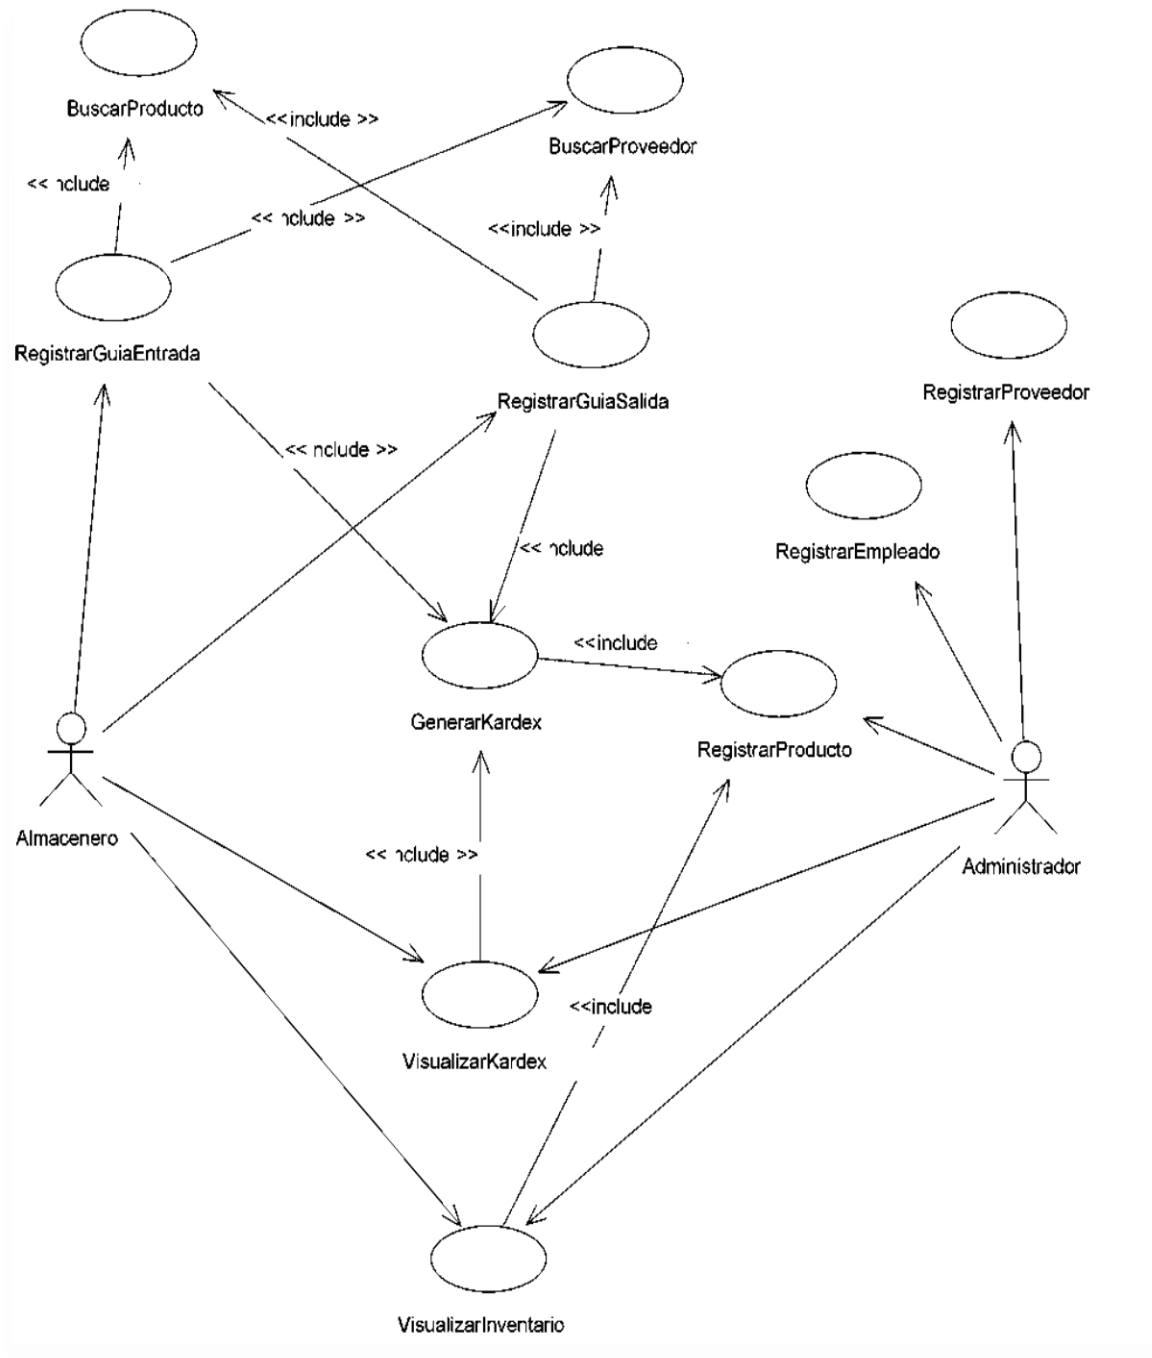 BuscarProducto
<<include >>
BuscarProveedor
<< nclude
<< nclude >>
<<include >>
RegistrarGuiaEntrada
RegistrarGuiaSalida
RegistrarProveedor
<< nclude >>
RegistrarEmpleado
<< nclude
<<include
GenerarKardex
RegistrarProducto
Almacenero
<< nclude >>
Administrador
<<include
VisualizarKardex
VisualizarInventario